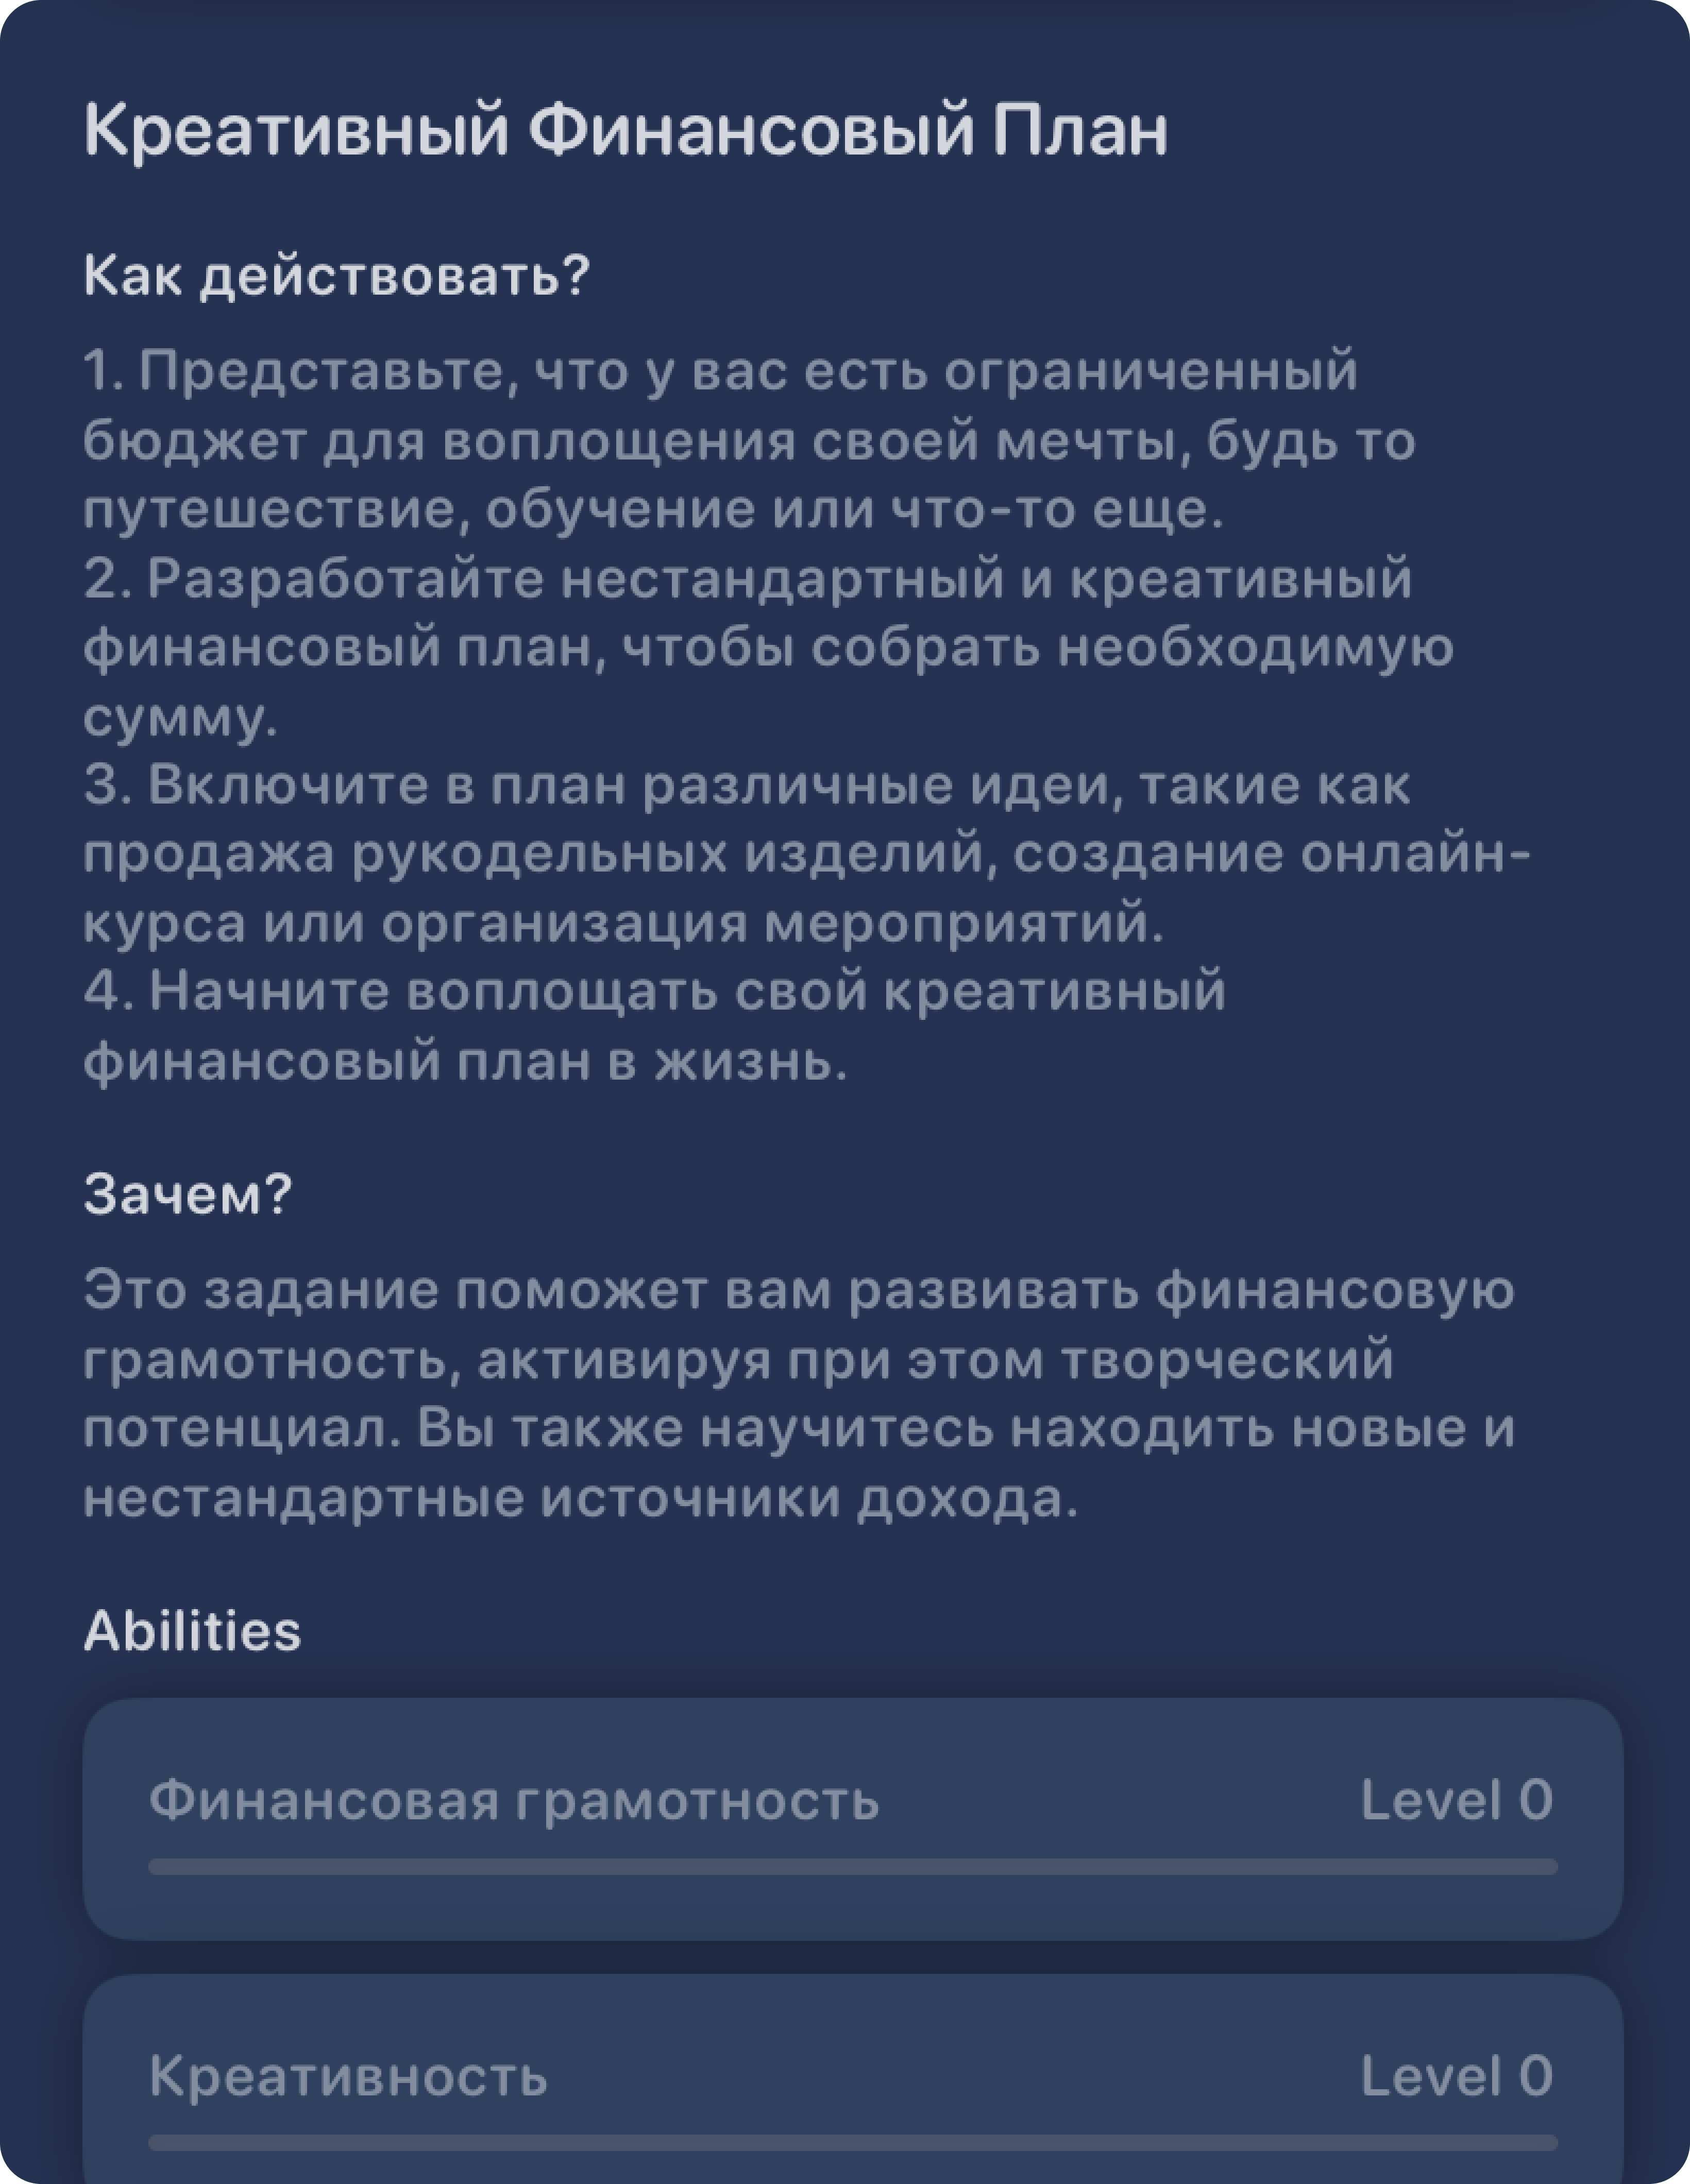 Креативный Финансовый План
Как действовать?
1. Представьте, что у вас есть ограниченный
бюджет для воплощения своей мечты, будь то
путешествие, обучение или что-то еще.
2. Разработайте нестандартный и креативный
финансовый план, чтобы собрать необходимую
сумму.
3. Включите в план различные идеи, такие как
продажа рукодельных изделий, создание онлайн-
курса или организация мероприятий.
4. Начните воплощать свой креативный
финансовый план в жизнь.
Зачем?
Это задание поможет вам развивать финансовую
грамотность, активируя при этом творческий
потенциал. Вы также научитесь находить новые и
нестандартные источники дохода.
Abilities
Финансовая грамотность Level 0
Креативность Level 0